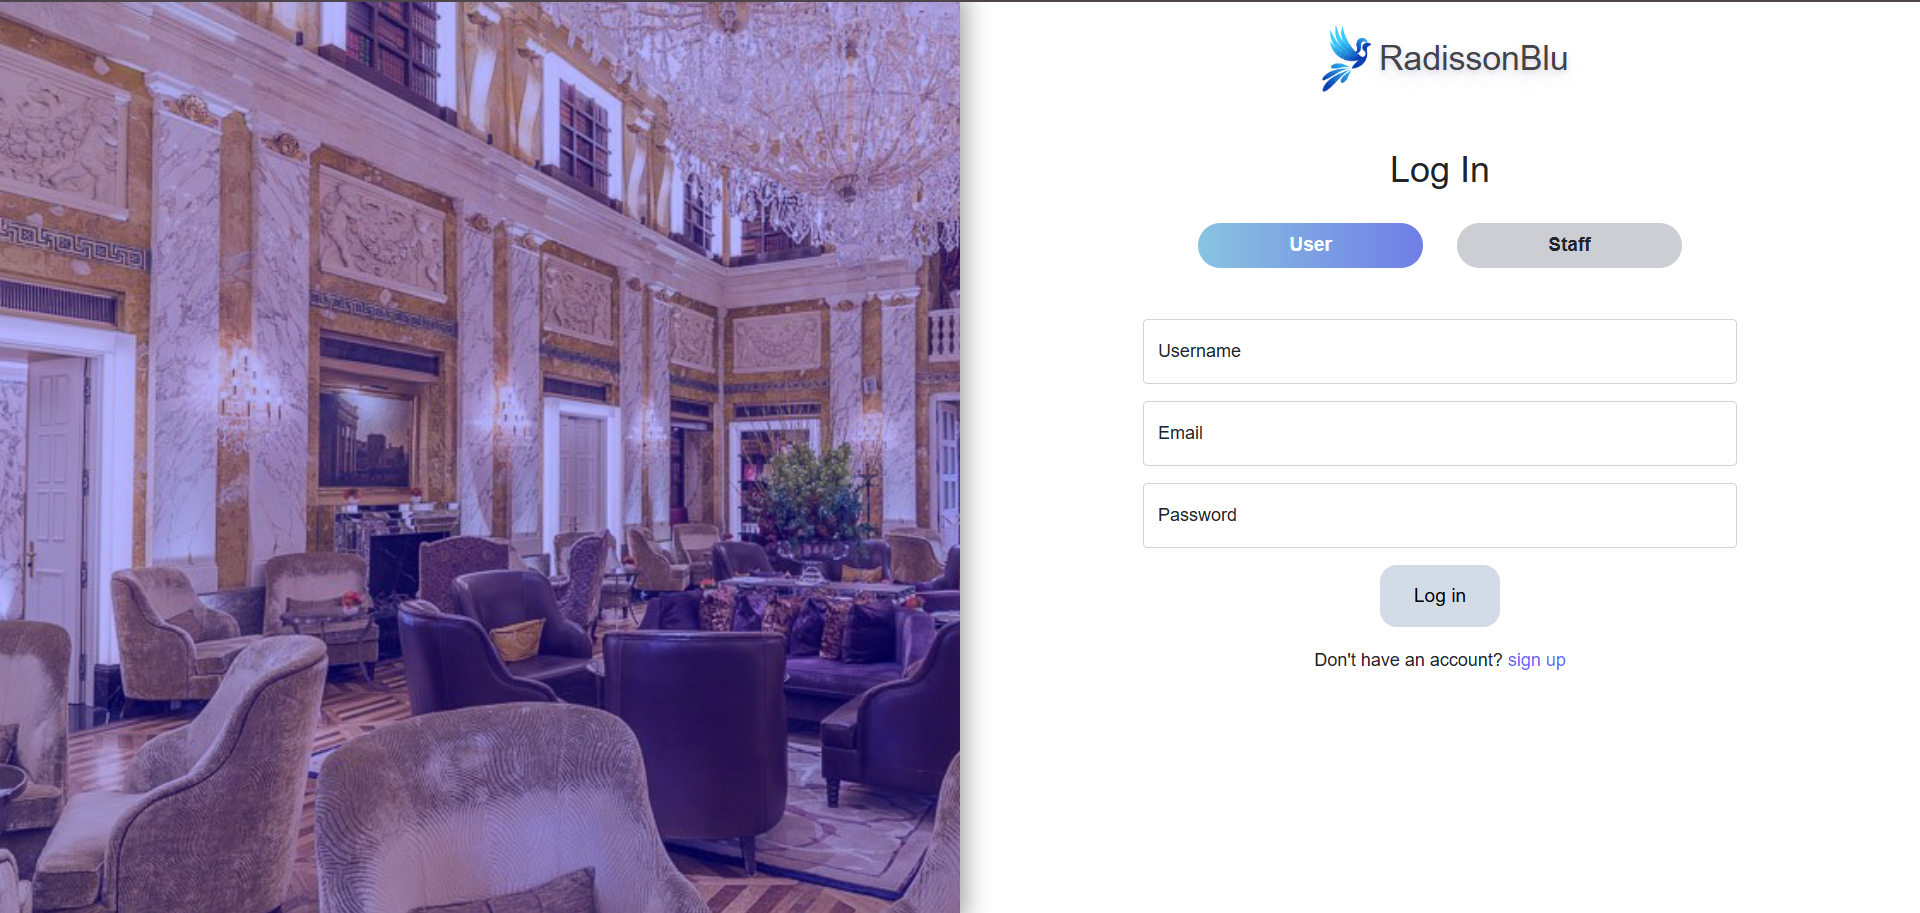 RadissonBlu
Log In
User
Staff
Username
Email
Password
Log in
Don't have an account? sign up